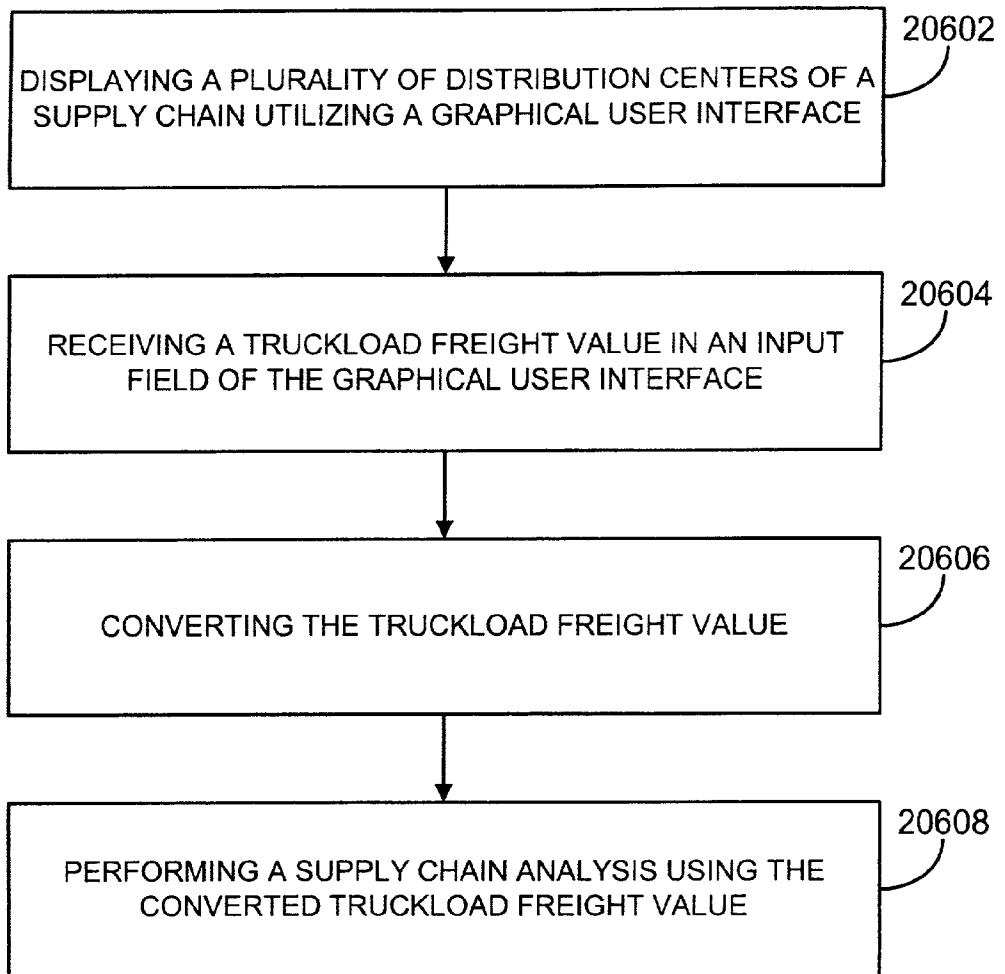 20602
DISPLAYING A PLURALITY OF DISTRIBUTION CENTERS OF A
SUPPLY CHAIN UTILIZING A GRAPHICAL USER INTERFACE
20604
RECEIVING A TRUCKLOAD FREIGHT VALUE IN AN INPUT
FIELD OF THE GRAPHICAL USER INTERFACE
20606
CONVERTING THE TRUCKLOAD FREIGHT VALUE
20608
PERFORMING A SUPPLY CHAIN ANALYSIS USING THE
CONVERTED TRUCKLOAD FREIGHT VALUE